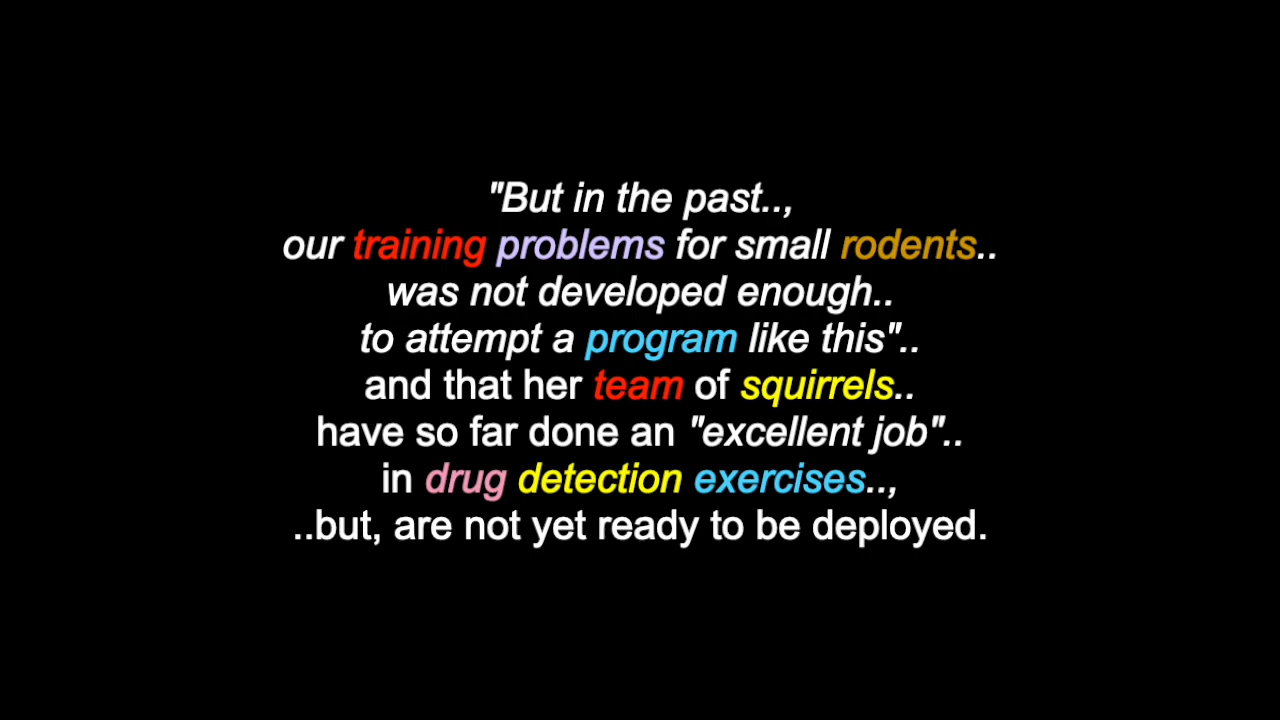 "But in the past..,
our training problems for small rodents..
was not developed enough..
to attempt a program like this"..
and that her team of squirrels..
have so far done an "excellent job"..
in drug detection exercises..,
..but, are not yet ready to be deployed.